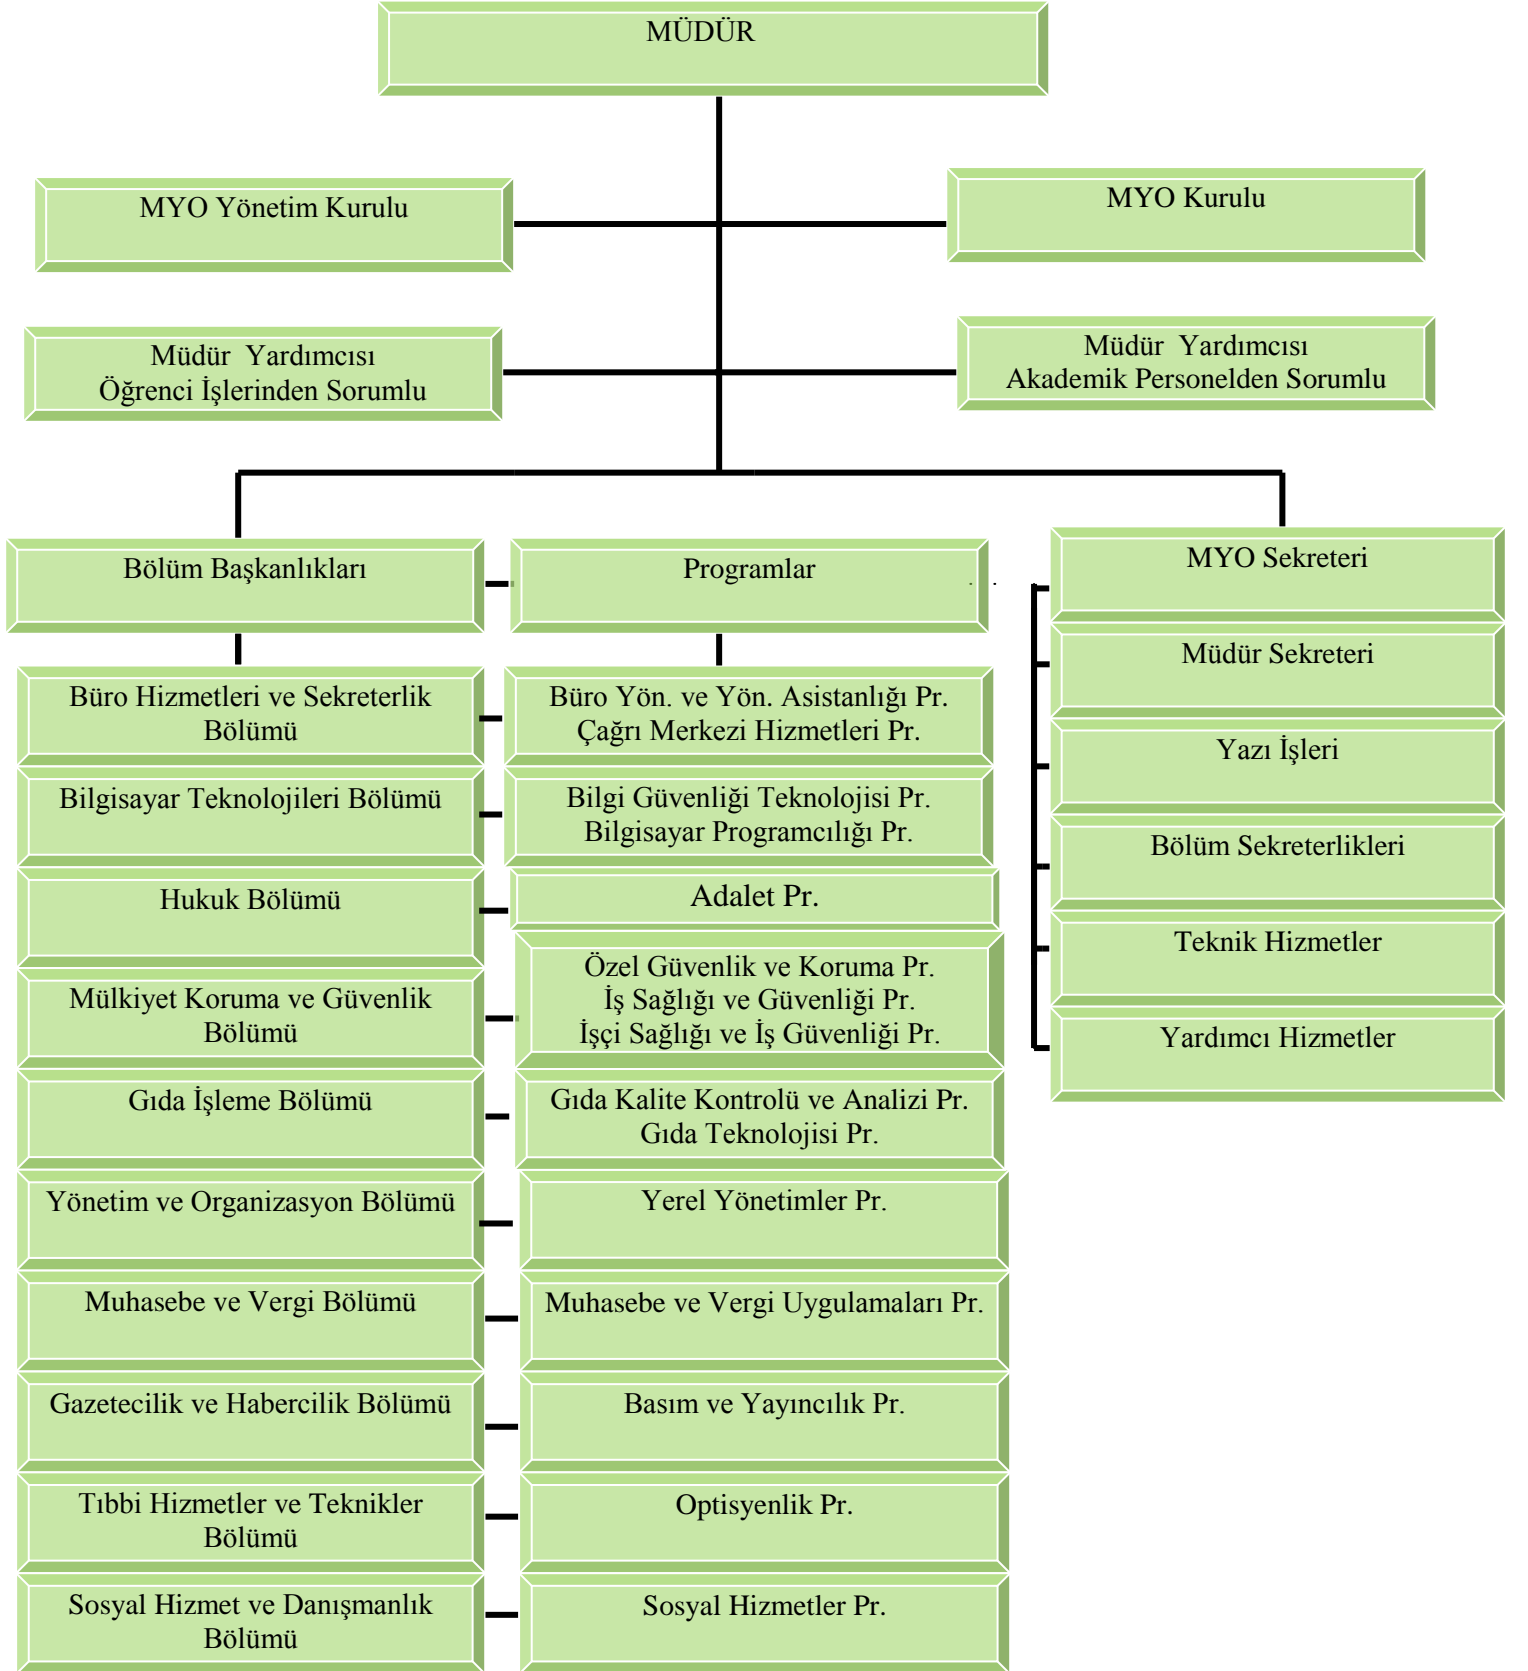 MÜDÜR
MYO Yönetim Kurulu
MYO Kurulu
Müdür  Yardımcısı
Öğrenci İşlerinden Sorumlu
Müdür  Yardımcısı
Akademik Personelden Sorumlu
Bölüm Başkanlıkları
Programlar
MYO Sekreteri
Müdür Sekreteri
Yazı İşleri
Bölüm Sekreterlikleri
Teknik Hizmetler
Yardımcı Hizmetler
Büro Hizmetleri ve Sekreterlik
Bölümü
Büro Yön. ve Yön. Asistanlığı Pr.
Çağrı Merkezi Hizmetleri Pr.
Bilgisayar Teknolojileri Bölümü
Bilgi Güvenliği Teknolojisi Pr.
Bilgisayar Programcılığı Pr.
Hukuk Bölümü
Adalet Pr.
Mülkiyet Koruma ve Güvenlik
Bölümü
Özel Güvenlik ve Koruma Pr.
İş Sağlığı ve Güvenliği Pr.
İşçi Sağlığı ve İş Güvenliği Pr.
Gıda İşleme Bölümü
Gıda Kalite Kontrolü ve Analizi Pr.
Gıda Teknolojisi Pr.
Yönetim ve Organizasyon Bölümü
Yerel Yönetimler Pr.
Muhasebe ve Vergi Bölümü
Muhasebe ve Vergi Uygulamaları Pr.
Gazetecilik ve Habercilik Bölümü
Basım ve Yayıncılık Pr.
Tıbbi Hizmetler ve Teknikler
Bölümü
Optisyenlik Pr.
Sosyal Hizmet ve Danışmanlık
Bölümü
Sosyal Hizmetler Pr.